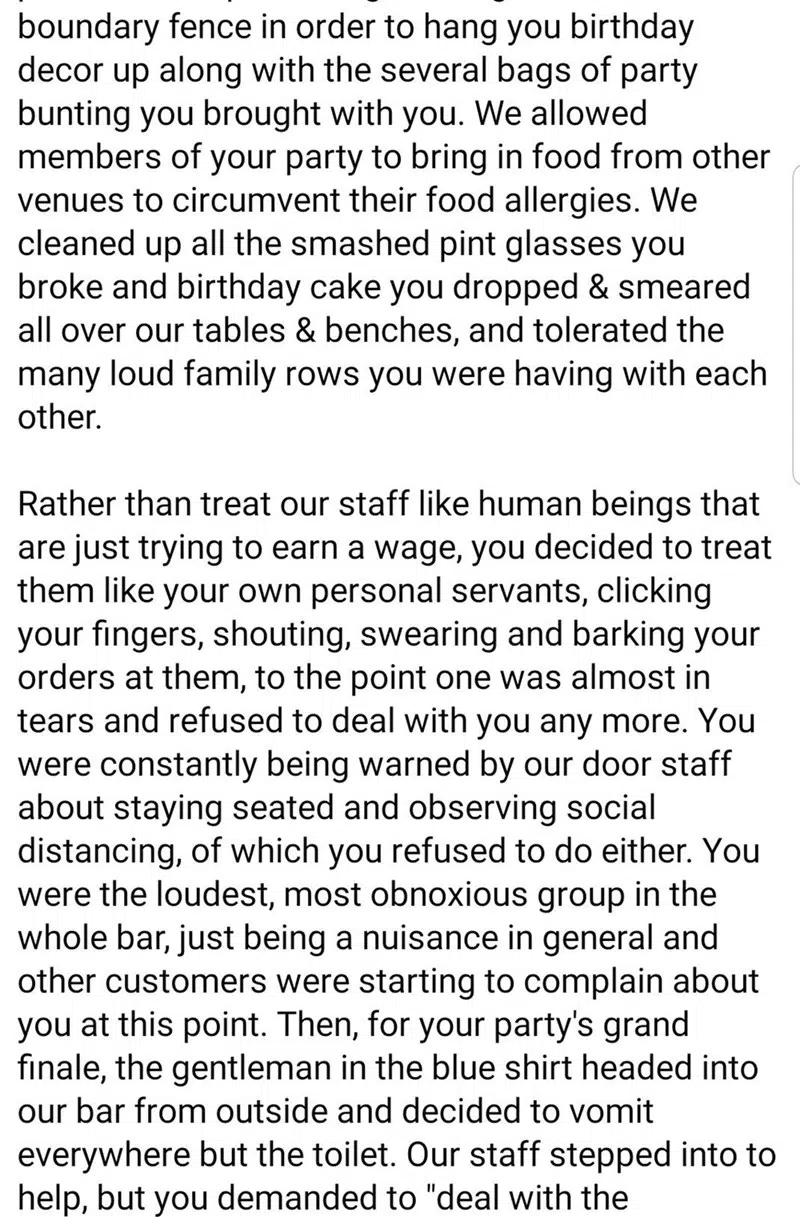 boundary fence in order to hang you birthday
decor up along with the several bags of party
bunting you brought with you. We allowed
members of your party to bring in food from other
venues to circumvent their food allergies. We
cleaned up all the smashed pint glasses you
broke and birthday cake you dropped & smeared
all over our tables & benches, and tolerated the
many loud family rows you were having with each
other.
Rather than treat our staff like human beings that
are just trying to earn a wage, you decided to treat
them like your own personal servants, clicking
your fingers, shouting, swearing and barking your
orders at them, to the point one was almost in
tears and refused to deal with you any more. You
were constantly being warned by our door staff
about staying seated and observing social
distancing, of which you refused to do either. You
were the loudest, most obnoxious group in the
whole bar, just being a nuisance in general and
other customers were starting to complain about
you at this point. Then, for your party's grand
finale, the gentleman in the blue shirt headed into
our bar from outside and decided to vomit
everywhere but the toilet. Our staff stepped into to
help, but you demanded to "deal with the